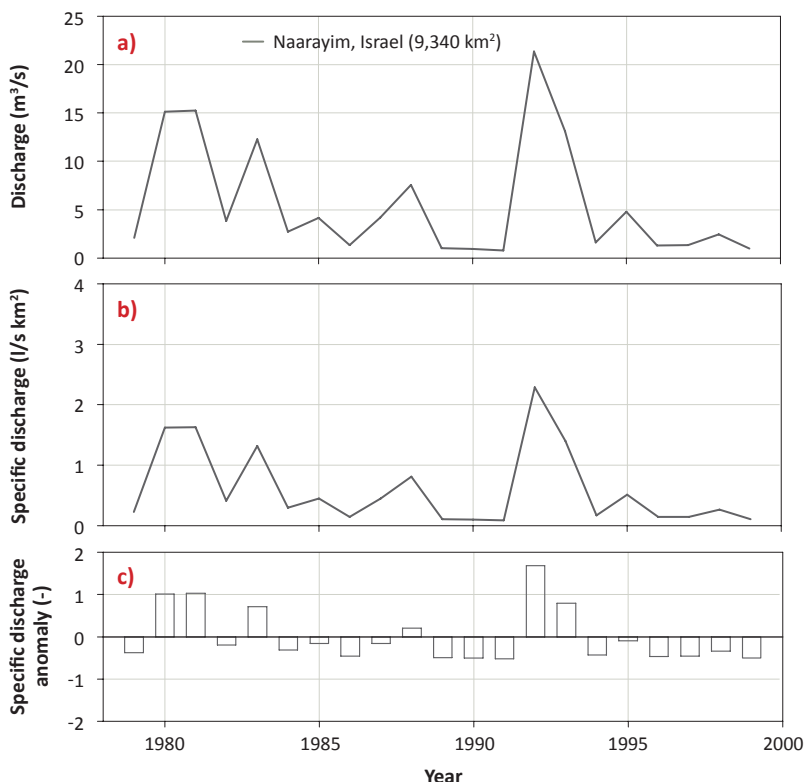 a)
Naarayim, Israel (9,340 km²)
Discharge (m³/s)
25
20
15
10
5
0
b)
Specific discharge (l/s km²)
4
3
2
1
0
c)
Specific discharge
anomaly (-)
2
1
0
-1
-2
1980 1985 1990 1995 2000
Year